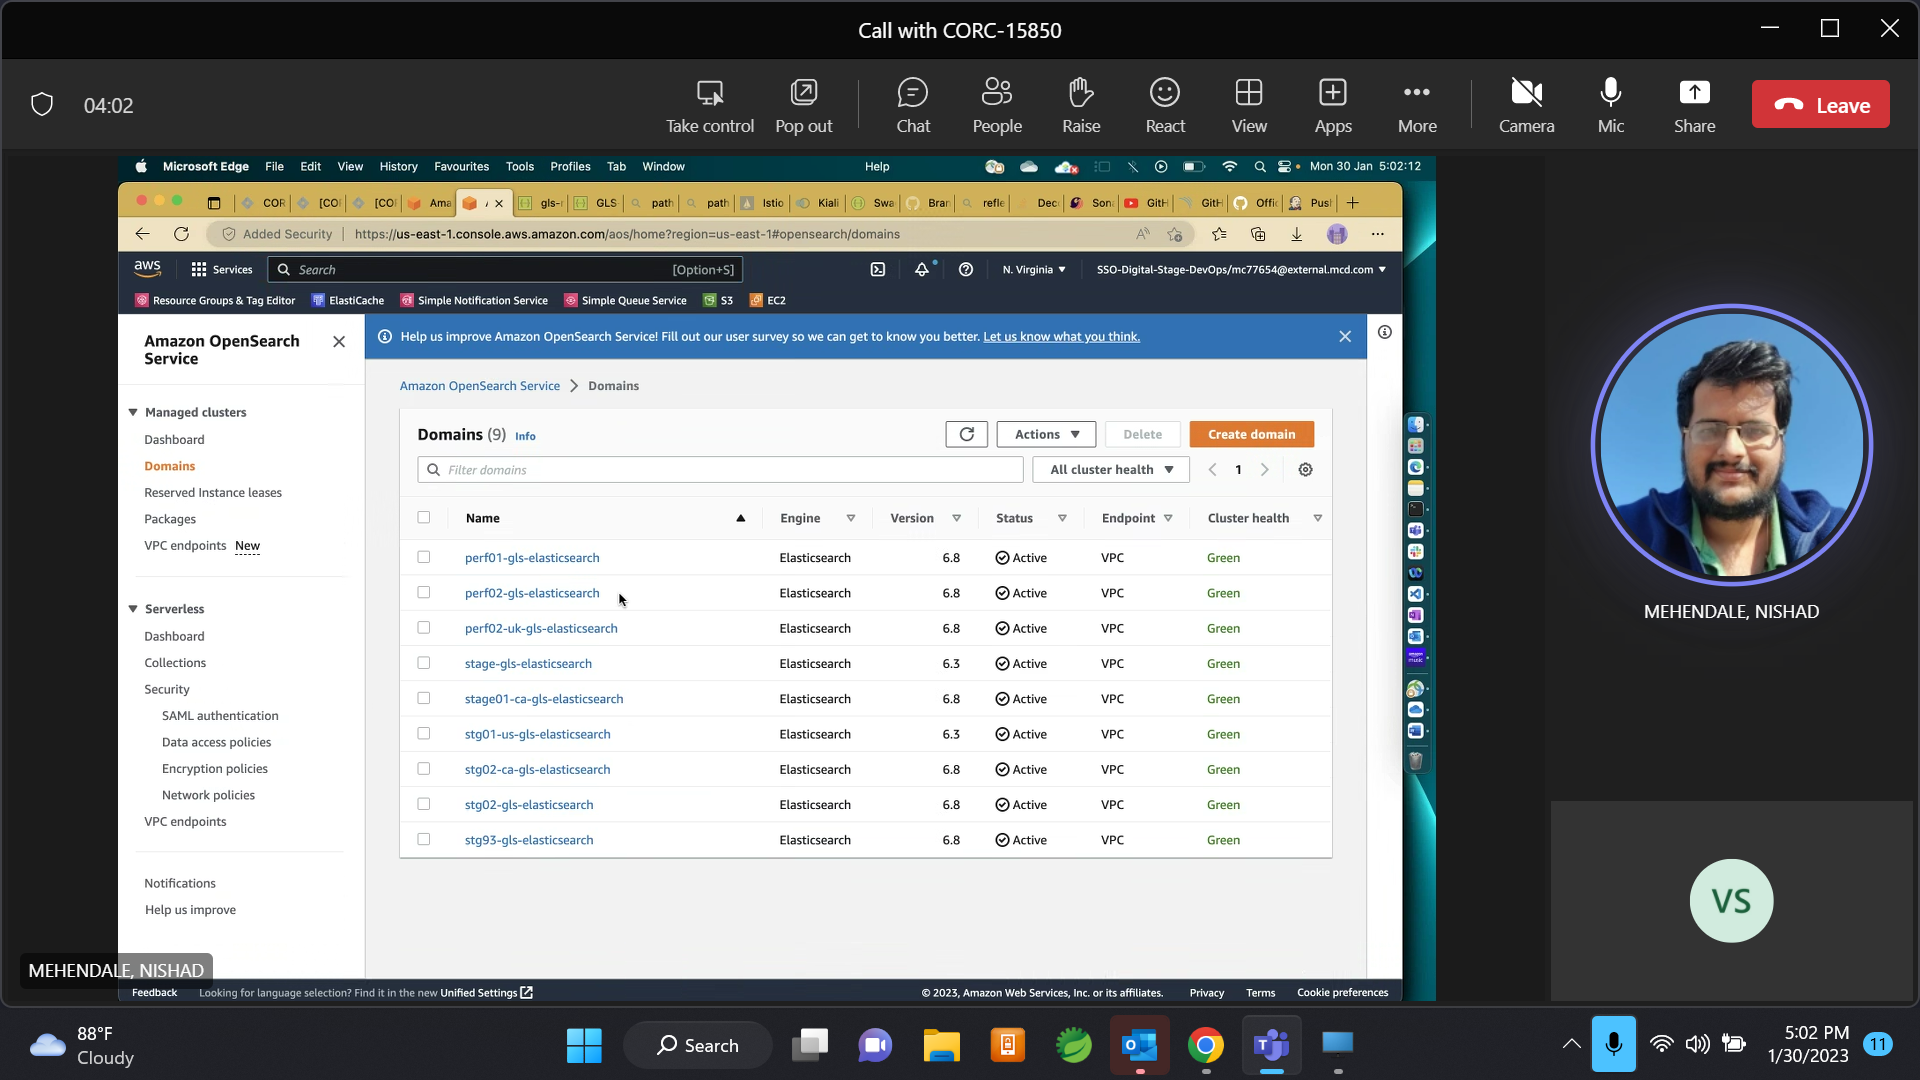 Call with CORC-15850
04:02
Take control
Pop out
Chat
People
Raise
React
View
Apps
More
Camera
Mic
Share
Leave
Microsoft Edge File Edit View History Favourites Tools Profiles Tab Window Help Mon 30 Jan 5:02:12
COR [CO [CO Ama gls- GLS path path Istio Kiali Swa Bran refle Dec Son GitH GitH Offi Pus
Added Security https://us-east-1.console.aws.amazon.com/aos/home?region=us-east-1#opensearch/domains
aws Services Search [Option+S] N. Virginia SSO-Digital-Stage-DevOps/mc77654@external.mcd.com
Resource Groups & Tag Editor ElastiCache Simple Notification Service Simple Queue Service S3 EC2
Amazon OpenSearch
Service
Managed clusters
Dashboard
Domains
Reserved Instance leases
Packages
VPC endpoints New
Serverless
Dashboard
Collections
Security
SAML authentication
Data access policies
Encryption policies
Network policies
VPC endpoints
Notifications
Help us improve
Help us improve Amazon OpenSearch Service! Fill out our user survey so we can get to know you better. Let us know what you think.
Amazon OpenSearch Service > Domains
Domains (9) Info
Actions
Delete
Create domain
Filter domains
All cluster health
1
Name Engine Version Status Endpoint Cluster health
perf01-gls-elasticsearch Elasticsearch 6.8 Active VPC Green
perf02-gls-elasticsearch Elasticsearch 6.8 Active VPC Green
perf02-uk-gls-elasticsearch Elasticsearch 6.8 Active VPC Green
stage-gls-elasticsearch Elasticsearch 6.3 Active VPC Green
stage01-ca-gls-elasticsearch Elasticsearch 6.8 Active VPC Green
stg01-us-gls-elasticsearch Elasticsearch 6.3 Active VPC Green
stg02-ca-gls-elasticsearch Elasticsearch 6.8 Active VPC Green
stg02-gls-elasticsearch Elasticsearch 6.8 Active VPC Green
stg93-gls-elasticsearch Elasticsearch 6.8 Active VPC Green
MEHENDALE, NISHAD
Feedback Looking for language selection? Find it in the new Unified Settings © 2023, Amazon Web Services, Inc. or its affiliates. Privacy Terms Cookie preferences
MEHENDALE, NISHAD
VS
88°F
Cloudy
Search
5:02 PM
1/30/2023
11